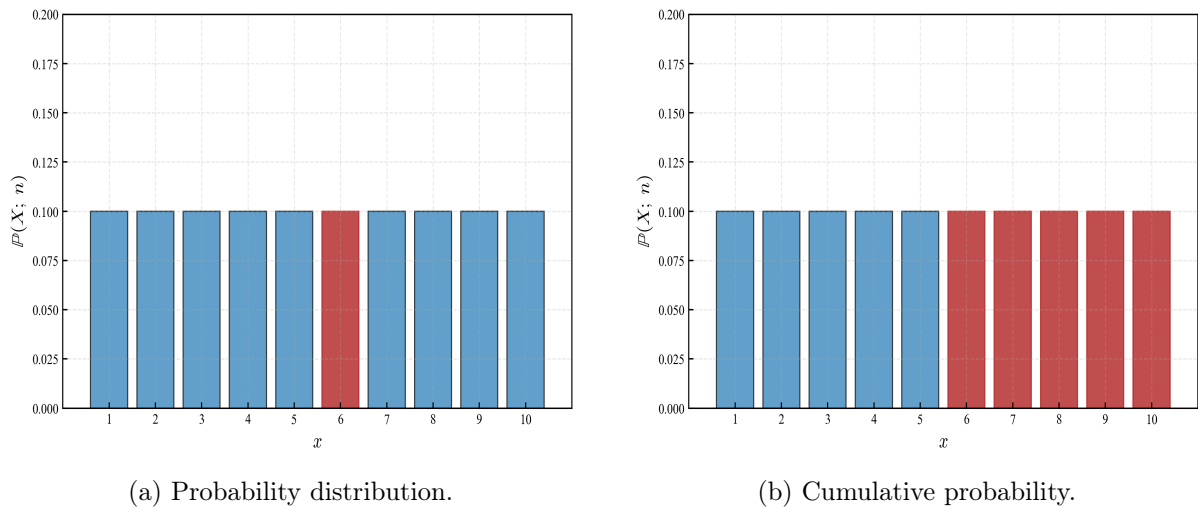 0.200
0.175
0.150
0.125
0.100
0.075
0.050
0.025
0.000
ℙ(X; n)
1 2 3 4 5 6 7 8 9 10
x
(a) Probability distribution.
0.200
0.175
0.150
0.125
0.100
0.075
0.050
0.025
0.000
ℙ(X; n)
1 2 3 4 5 6 7 8 9 10
x
(b) Cumulative probability.